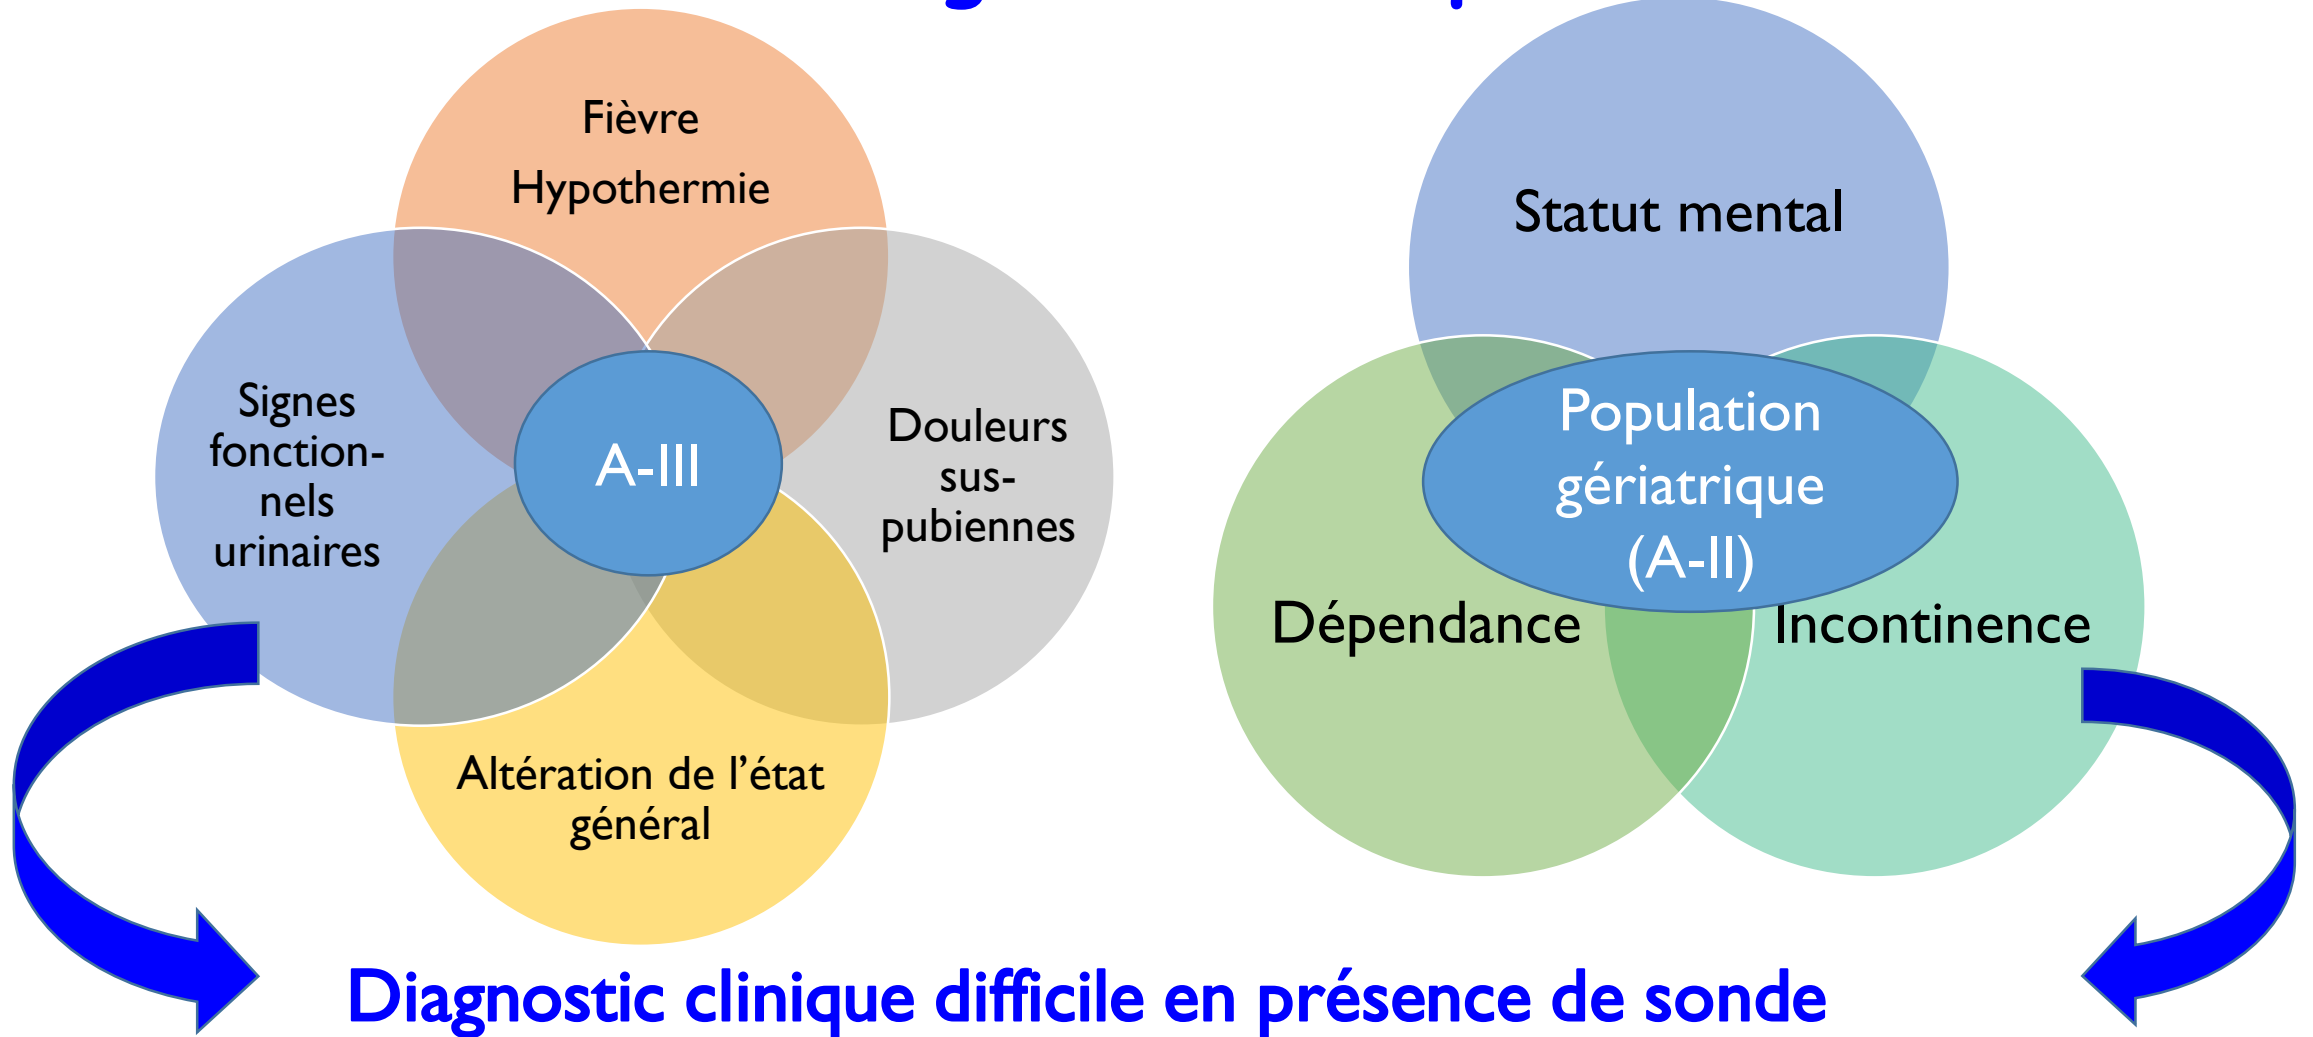 Fièvre
Hypothermie
Signes
fonction-
nels
urinaires
A-III
Douleurs
sus-
pubiennes
Altération de l’état
général
Statut mental
Population
gériatrique
(A-II)
Dépendance
Incontinence
Diagnostic clinique difficile en présence de sonde